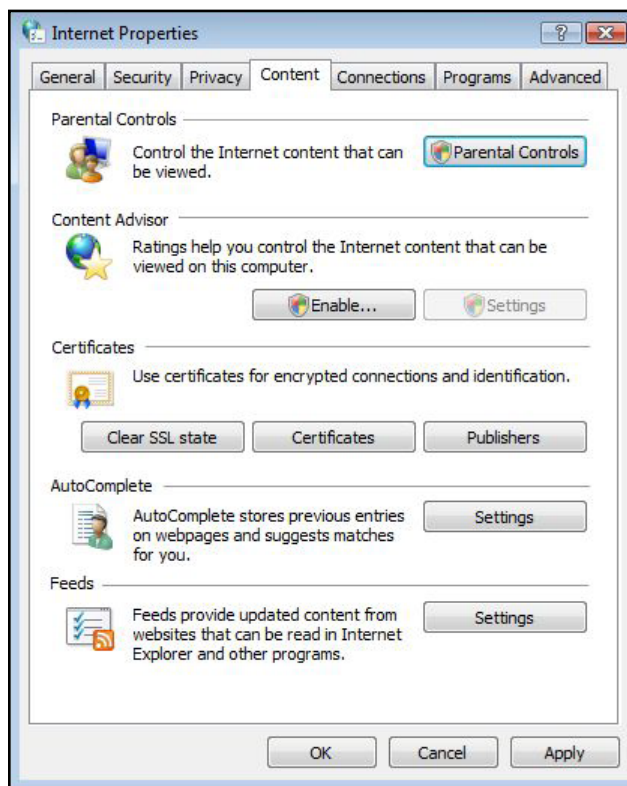 Internet Properties
General Security Privacy Content Connections Programs Advanced
Parental Controls
Control the Internet content that can
be viewed.
Parental Controls
Content Advisor
Ratings help you control the Internet content that can be
viewed on this computer.
Enable... Settings
Certificates
Use certificates for encrypted connections and identification.
Clear SSL state Certificates Publishers
AutoComplete
AutoComplete stores previous entries
on webpages and suggests matches
for you.
Settings
Feeds
Feeds provide updated content from
websites that can be read in Internet
Explorer and other programs.
Settings
OK Cancel Apply